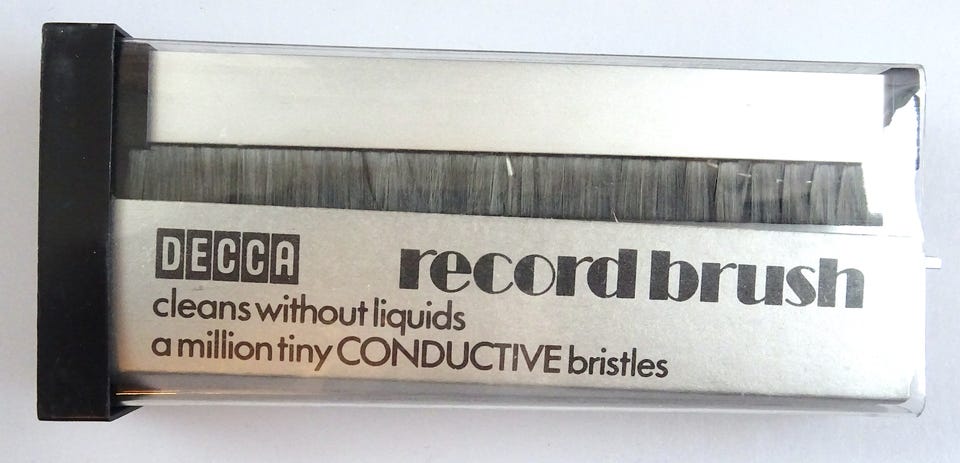 DECCA record brush
cleans without liquids
a million tiny CONDUCTIVE bristles